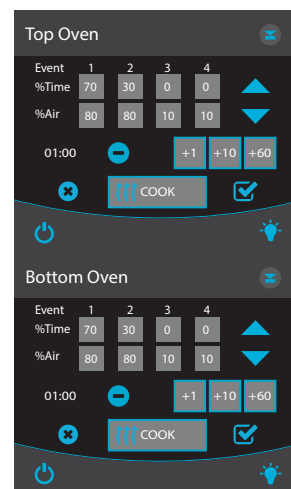 Top Oven
Event 1 2 3 4
%Time 70 30 0 0
%Air 80 80 10 10
01:00 +1 +10 +60
COOK
Bottom Oven
Event 1 2 3 4
%Time 70 30 0 0
%Air 80 80 10 10
01:00 +1 +10 +60
COOK